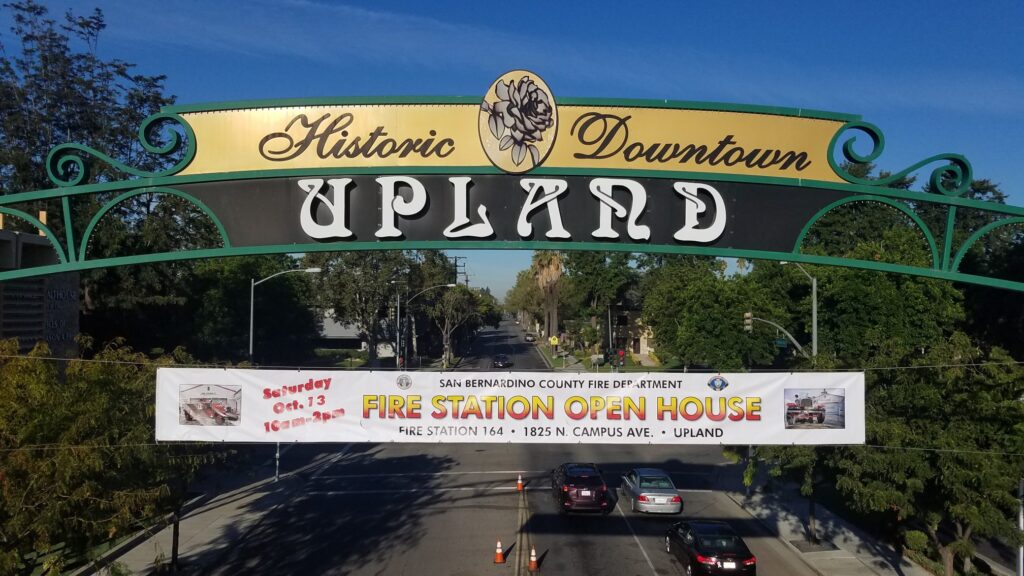 Historic Downtown
UPLAND
Saturday
Oct. 13
10am-3pm
SAN BERNARDINO COUNTY FIRE DEPARTMENT
FIRE STATION OPEN HOUSE
FIRE STATION 164 • 1825 N. CAMPUS AVE. • UPLAND